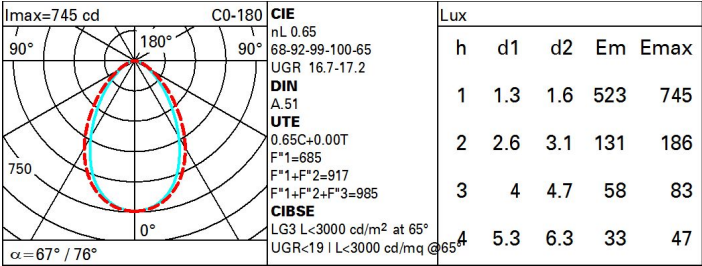 Imax=745 cd C0-180
90° 180° 90°
750
0°
α=67° / 76°
CIE
nL 0.65
68-92-99-100-65
UGR 16.7-17.2
DIN
A.51
UTE
0.65C+0.00T
F"1=685
F"1+F"2=917
F"1+F"2+F"3=985
CIBSE
LG3 L<3000 cd/m² at 65°
UGR<19 | L<3000 cd/mq @65°
Lux
h d1 d2 Em Emax
1 1.3 1.6 523 745
2 2.6 3.1 131 186
3 4 4.7 58 83
4 5.3 6.3 33 47